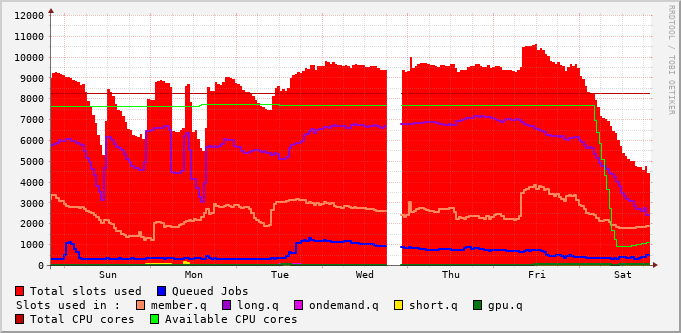 12000
11000
10000
9000
8000
7000
6000
5000
4000
3000
2000
1000
0
Sun Mon Tue Wed Thu Fri Sat
RRDTOOL / TOBI OETIKER
Total slots used Queued Jobs
Slots used in : member.q long.q ondemand.q short.q gpu.q
Total CPU cores Available CPU cores